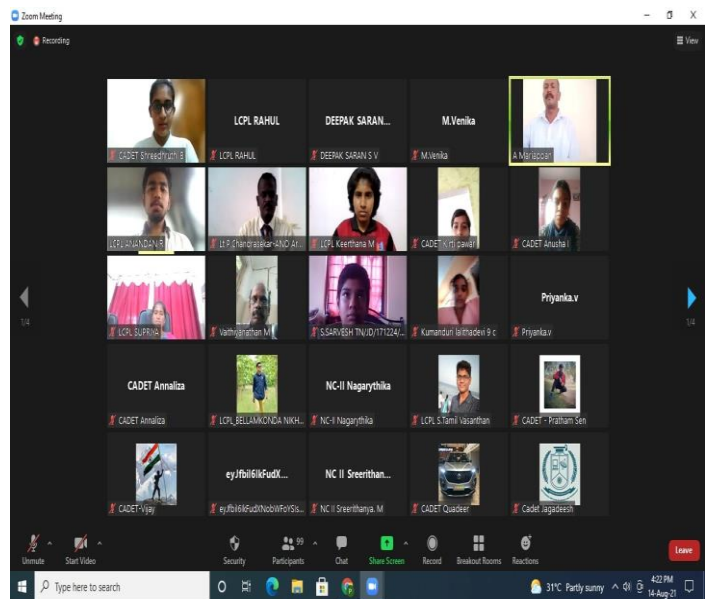 Zoom Meeting
Recording
View
LCPL RAHUL
DEEPAK SARAN...
M.Venika
CADET Shreedhruthi E
LCPL RAHUL
DEEPAK SARAN S V
M.Venika
A Mariappan
LCPL ANANDAN R
Lt P Chandrasekar-ANO Ar...
LCPL Keerthana M
CADET Kirti pawar
CADET Anusha I
Priyanka.v
1/4
1/4
LCPL SUPRIYA
Vaithiyanathan M
S.SARVESH TN/JD/171224/...
Kumanduri lalithadevi 9 c
Priyanka.v
CADET Annaliza
NC-II Nagarythika
CADET Annaliza
LCPL_BELLAMKONDA NIKH...
NC-II Nagarythika
LCPL S.Tamil Vasanthan
CADET - Pratham Sen
eyJfbil6IkFudX...
NC II Sreerithan...
CADET-Vijay
NC II Sreerithanya. M
CADET Quadeer
Cadet Jagadeesh
Unmute
Start Video
Security
99
Participants
Chat
Share Screen
Record
Breakout Rooms
Reactions
Leave
Type here to search
31°C Partly sunny
4:22 PM
14-Aug-21